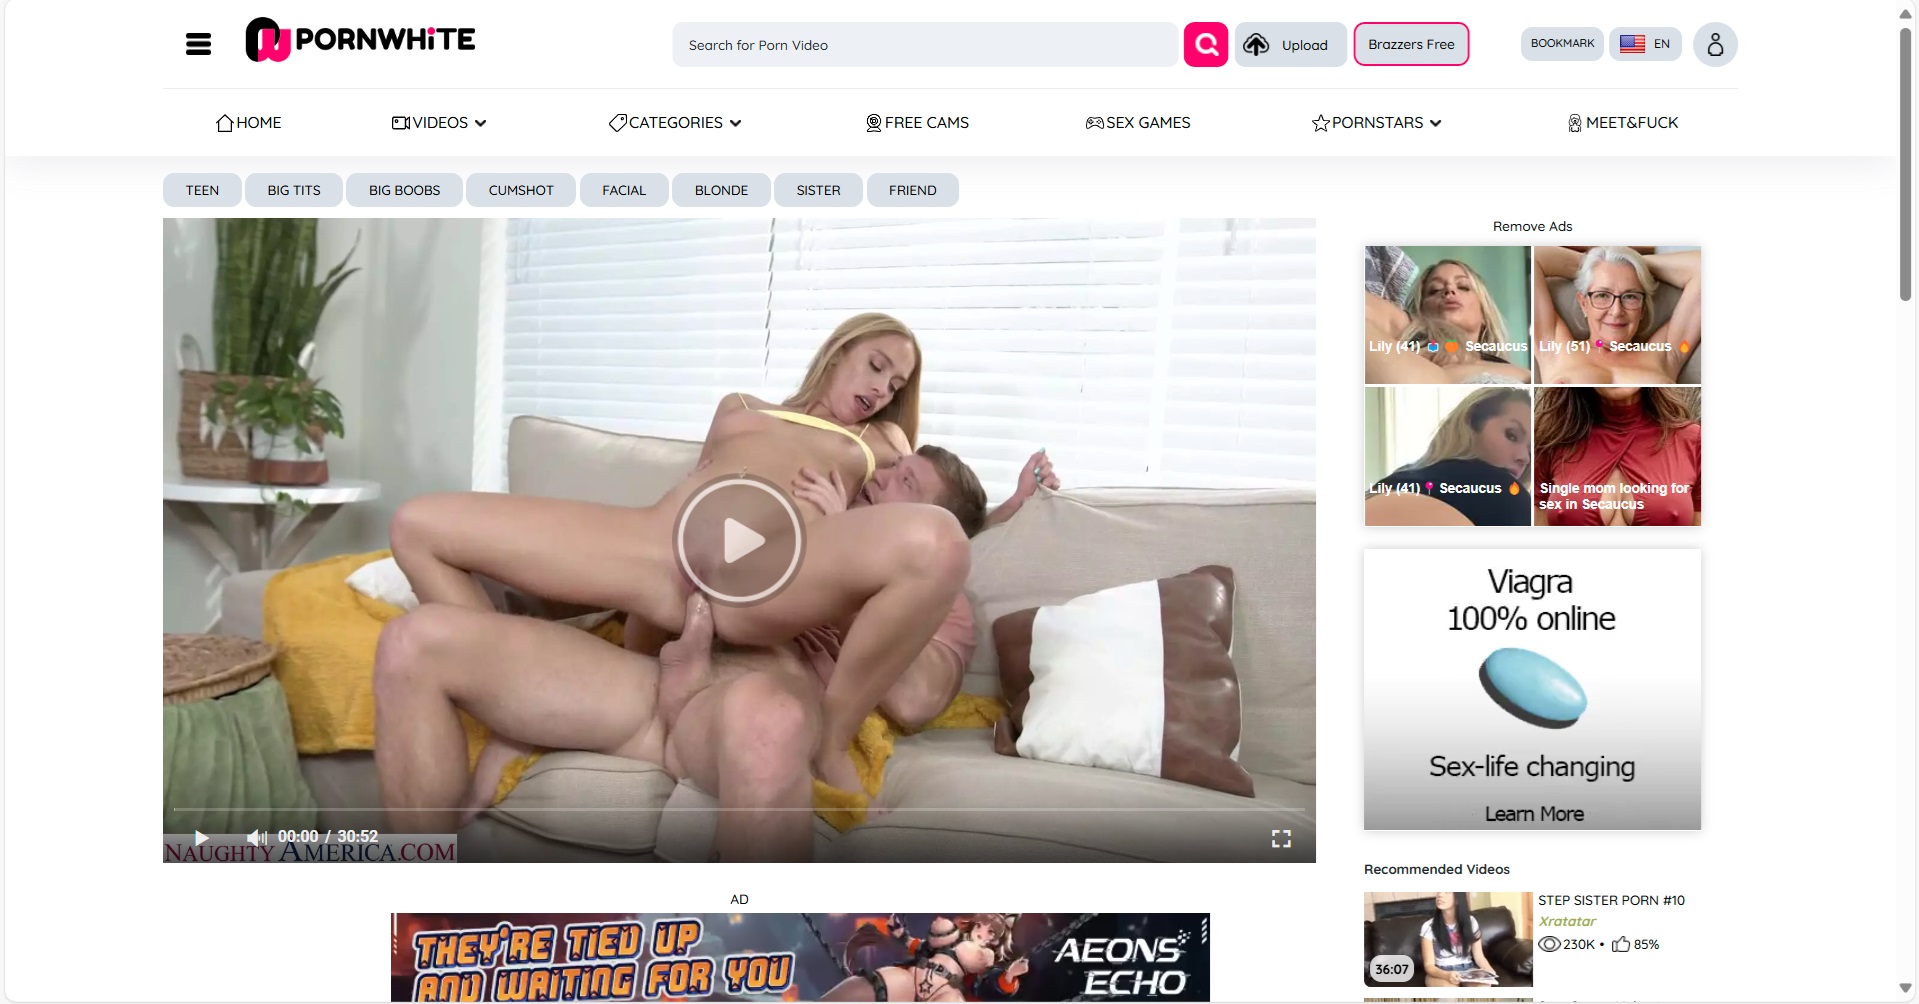 PORNWHiTE
Search for Porn Video
Upload
Brazzers Free
BOOKMARK
EN
HOME
VIDEOS
CATEGORIES
FREE CAMS
SEX GAMES
PORNSTARS
MEET&FUCK
TEEN
BIG TITS
BIG BOOBS
CUMSHOT
FACIAL
BLONDE
SISTER
FRIEND
00:00 / 30:52
NAUGHTY AMERICA.COM
AD
THEY'RE TIED UP
AND WAITING FOR YOU
AEONS
ECHO
Remove Ads
Lily (41) Secaucus
Lily (51) Secaucus
Lily (41) Secaucus
Single mom looking for
sex in Secaucus
Viagra
100% online
Sex-life changing
Learn More
Recommended Videos
36:07
STEP SISTER PORN #10
Xratatar
230K • 85%